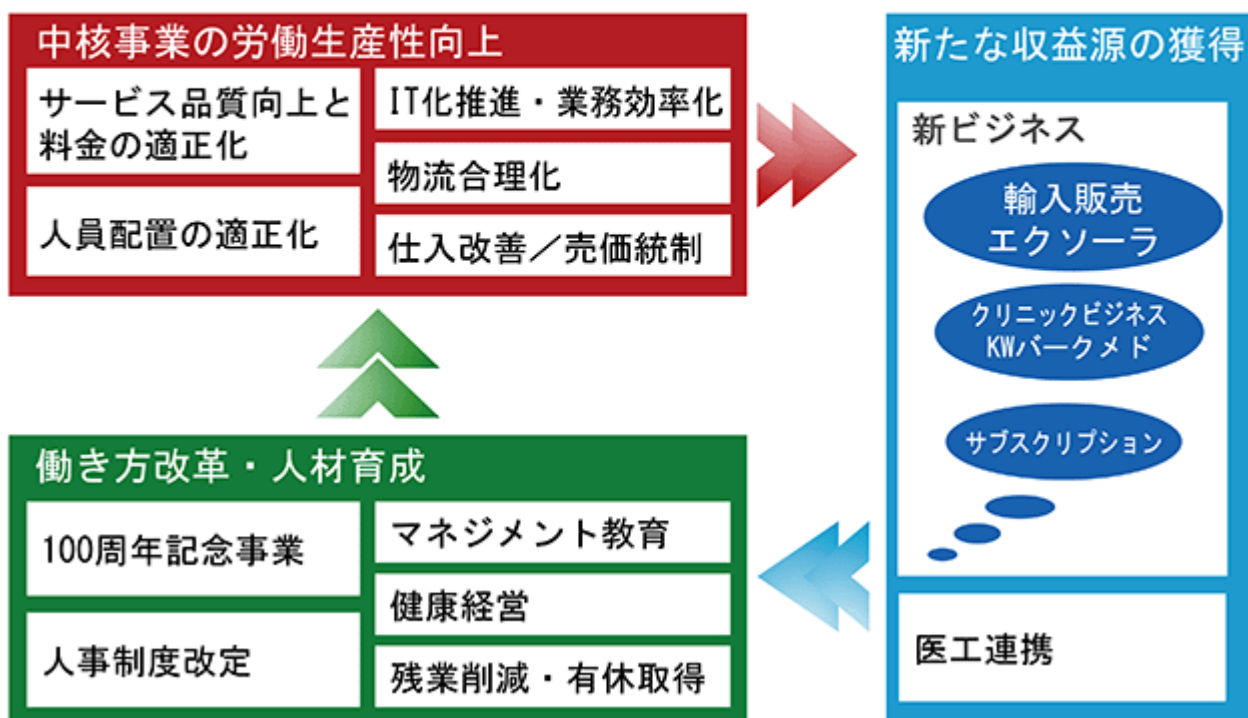 中核事業の労働生産性向上
サービス品質向上と
料金の適正化
人員配置の適正化
IT化推進・業務効率化
物流合理化
仕入改善／売価統制
新たな収益源の獲得
新ビジネス
輸入販売
エクソーラ
クリニックビジネス
KWバークメド
サブスクリプション
医工連携
働き方改革・人材育成
100周年記念事業
人事制度改定
マネジメント教育
健康経営
残業削減・有休取得